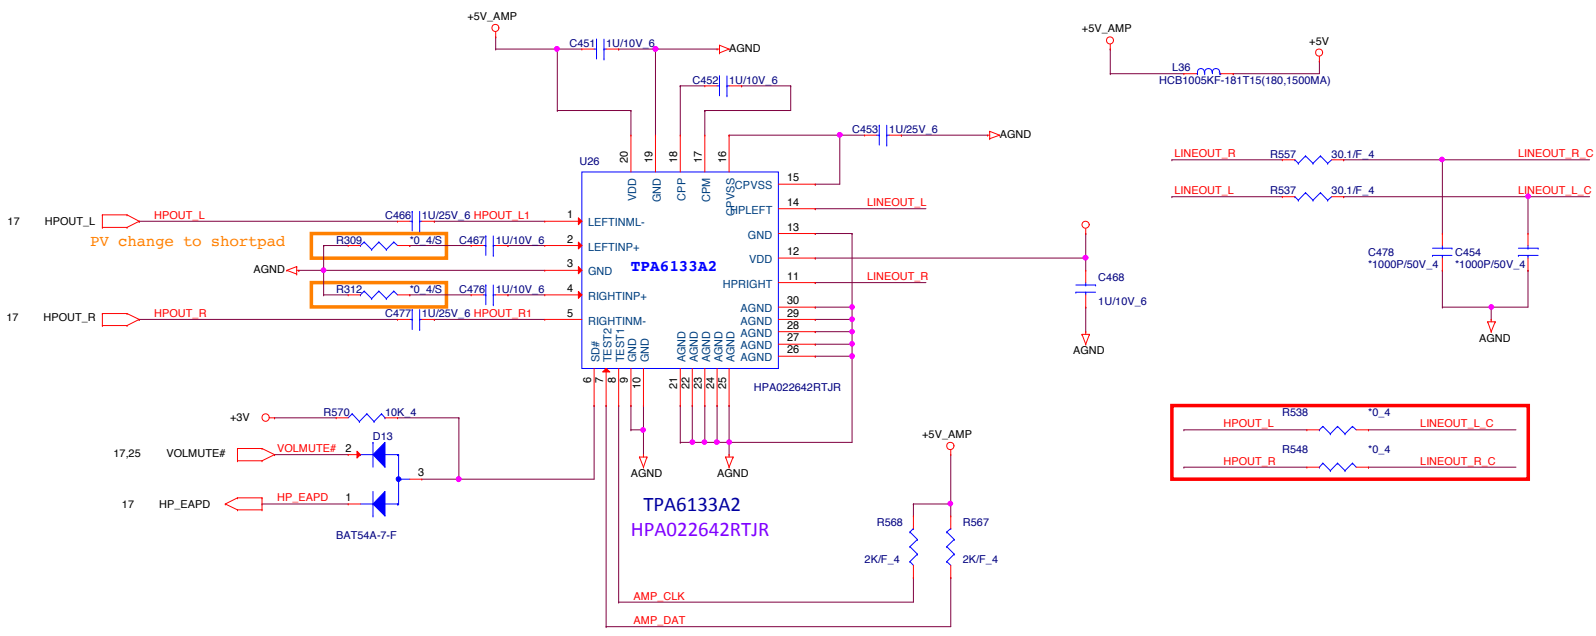 +5V_AMP
C451 1U/10V_6
AGND
C452 1U/10V_6
C453 1U/25V_6
AGND
+5V_AMP
+5V
L36
HCB1005KF-181T15(180,1500MA)
LINEOUT_R R557 30.1/F_4 LINEOUT_R_C
LINEOUT_L R537 30.1/F_4 LINEOUT_L_C
C478
*1000P/50V_4
C454
*1000P/50V_4
AGND
U26
20 19 18 17 16
VDD GND CPP CPM CPVSS
CPVSS 15
HPLEFT 14 LINEOUT_L
GND 13
VDD 12
HPRIGHT 11 LINEOUT_R
AGND 30
AGND 29
AGND 28
AGND 27
AGND 26
17 HPOUT_L HPOUT_L C466 1U/25V_6 HPOUT_L1 1 LEFTINML-
PV change to shortpad
R309 *0_4/S C467 1U/10V_6 2 LEFTINP+
AGND 3 GND
TPA6133A2
R312 *0_4/S C476 1U/10V_6 4 RIGHTINP+
17 HPOUT_R HPOUT_R C477 1U/25V_6 HPOUT_R1 5 RIGHTINM-
SD# TEST2 TEST1 GND GND AGND AGND AGND AGND AGND
6 7 8 9 10 21 22 23 24 25
HPA022642RTJR
C468
1U/10V_6
AGND
+3V R570 10K_4
D13
17,25 VOLMUTE# VOLMUTE# 2
3
17 HP_EAPD HP_EAPD 1
BAT54A-7-F
AGND
AGND
TPA6133A2
HPA022642RTJR
+5V_AMP
R568
2K/F_4
R567
2K/F_4
AMP_CLK
AMP_DAT
HPOUT_L R538 *0_4 LINEOUT_L_C
HPOUT_R R548 *0_4 LINEOUT_R_C